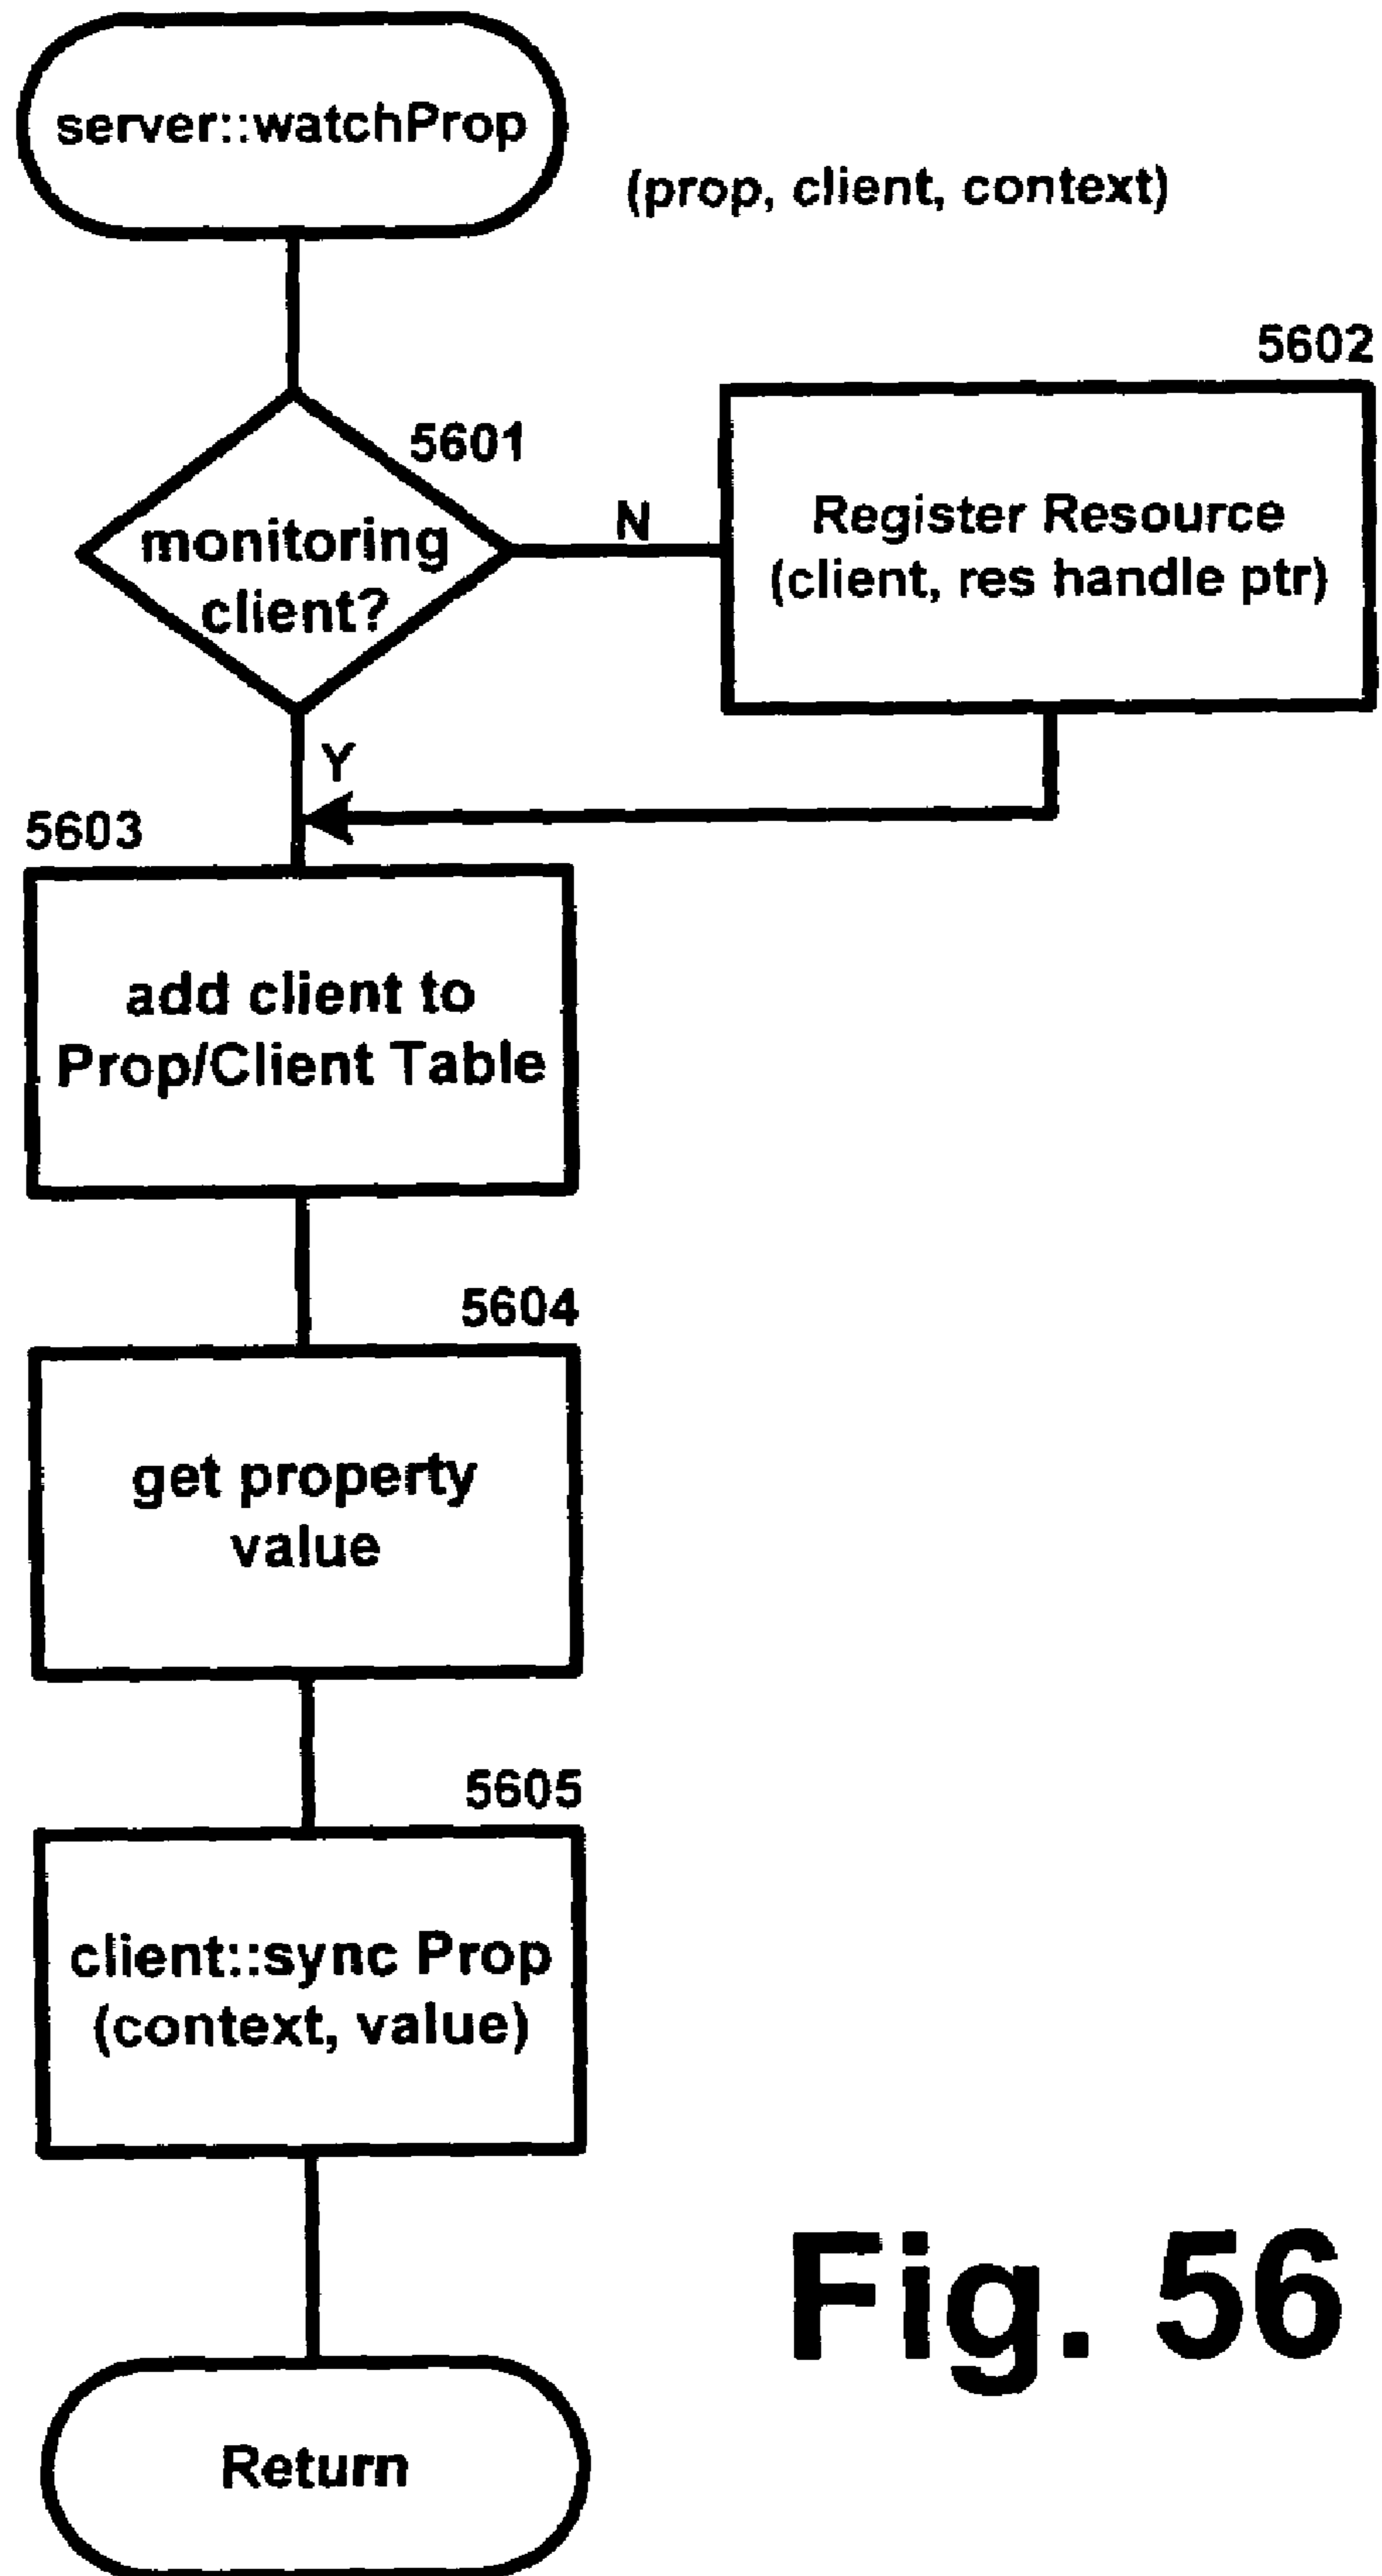 server::watchProp
(prop, client, context)
5601
monitoring
client?
N
5602
Register Resource
(client, res handle ptr)
Y
5603
add client to
Prop/Client Table
5604
get property
value
5605
client::sync Prop
(context, value)
Return
Fig. 56